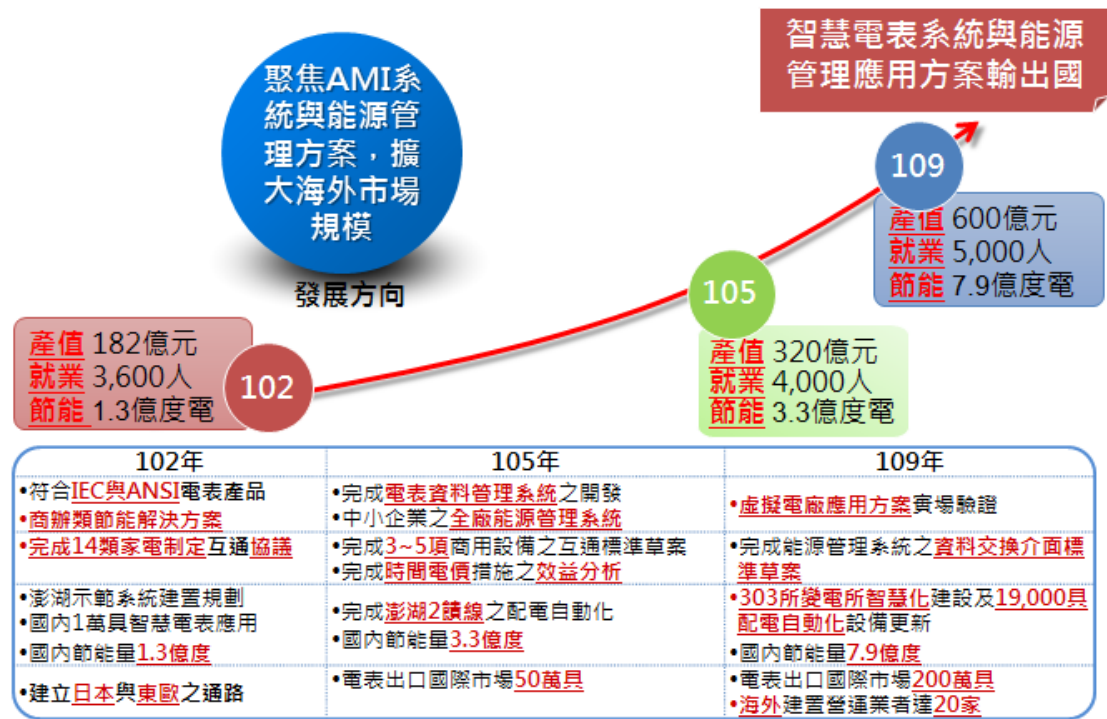 智慧電表系統與能源
管理應用方案輸出國
聚焦AMI系
統與能源管
理方案，擴
大海外市場
規模
發展方向
109
產值 600億元
就業 5,000人
節能 7.9億度電
105
產值 320億元
就業 4,000人
節能 3.3億度電
產值 182億元
就業 3,600人
節能 1.3億度電
102
102年
•符合IEC與ANSI電表產品
•商辦類節能解決方案
•完成14類家電制定互通協議
•澎湖示範系統建置規劃
•國內1萬具智慧電表應用
•國內節能量1.3億度
•建立日本與東歐之通路
105年
•完成電表資料管理系統之開發
•中小企業之全廠能源管理系統
•完成3~5項商用設備之互通標準草案
•完成時間電價措施之效益分析
•完成澎湖2饋線之配電自動化
•國內節能量3.3億度
•電表出口國際市場50萬具
109年
•虛擬電廠應用方案實場驗證
•完成能源管理系統之資料交換介面標
準草案
•303所變電所智慧化建設及19,000具
配電自動化設備更新
•國內節能量7.9億度
•電表出口國際市場200萬具
•海外建置營運業者達20家